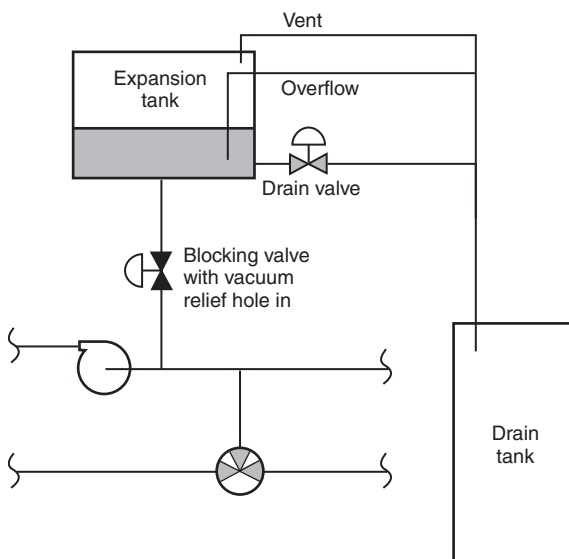 Vent
Expansion
tank
Overflow
Drain valve
Blocking valve
with vacuum
relief hole in
Drain
tank